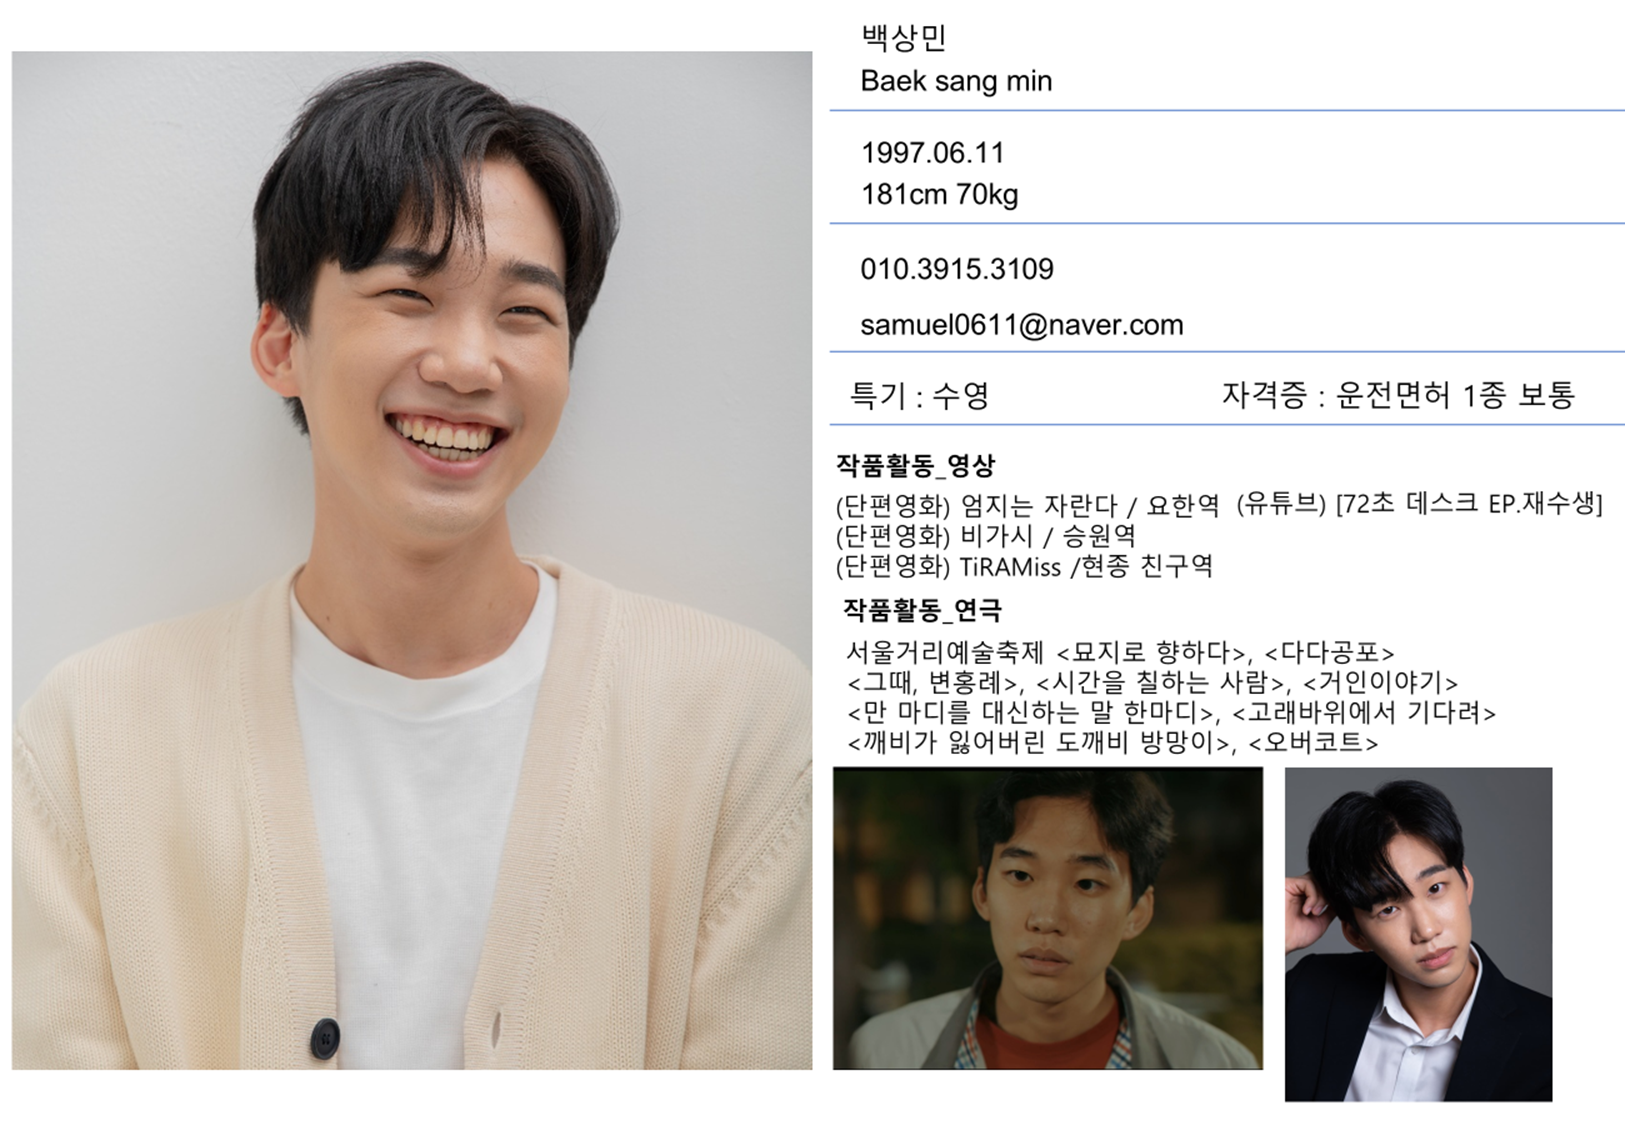 백상민
Baek sang min
1997.06.11
181cm 70kg
010.3915.3109
samuel0611@naver.com
특기 : 수영 자격증 : 운전면허 1종 보통
작품활동_영상
(단편영화) 엄지는 자란다 / 요한역 (유튜브) [72초 데스크 EP.재수생]
(단편영화) 비가시 / 승원역
(단편영화) TiRAMiss /현종 친구역
작품활동_연극
서울거리예술축제 <묘지로 향하다>, <다다공포>
<그때, 변홍례>, <시간을 칠하는 사람>, <거인이야기>
<만 마디를 대신하는 말 한마디>, <고래바위에서 기다려>
<깨비가 잃어버린 도깨비 방망이>, <오버코트>